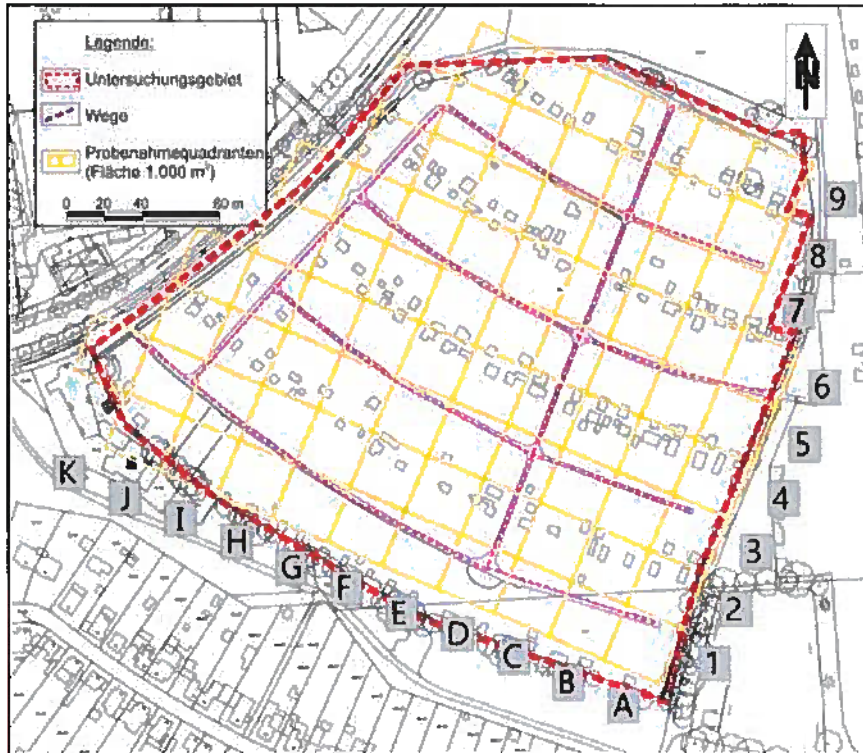 Legende:
Untersuchungsgebiet
Wege
Probenahmequadranten
(Fläche 1.000 m²)
0 20 40 80 m
N
9
8
7
6
5
4
3
2
1
K
J
I
H
G
F
E
D
C
B
A